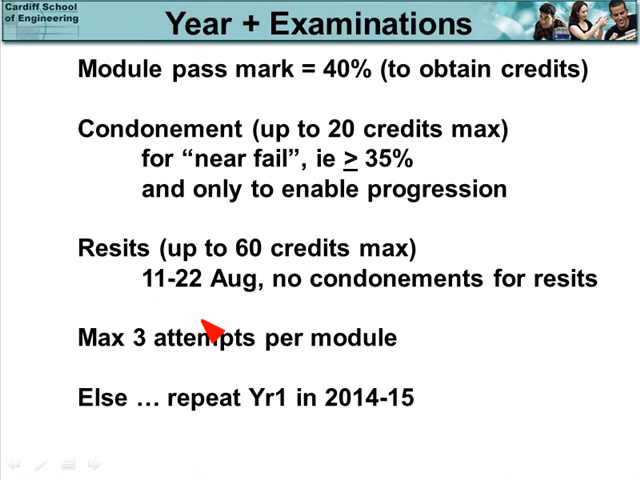 Cardiff School
of Engineering
Year + Examinations
Module pass mark = 40% (to obtain credits)
Condonement (up to 20 credits max)
for “near fail”, ie ≥ 35%
and only to enable progression
Resits (up to 60 credits max)
11-22 Aug, no condonements for resits
Max 3 attempts per module
Else … repeat Yr1 in 2014-15